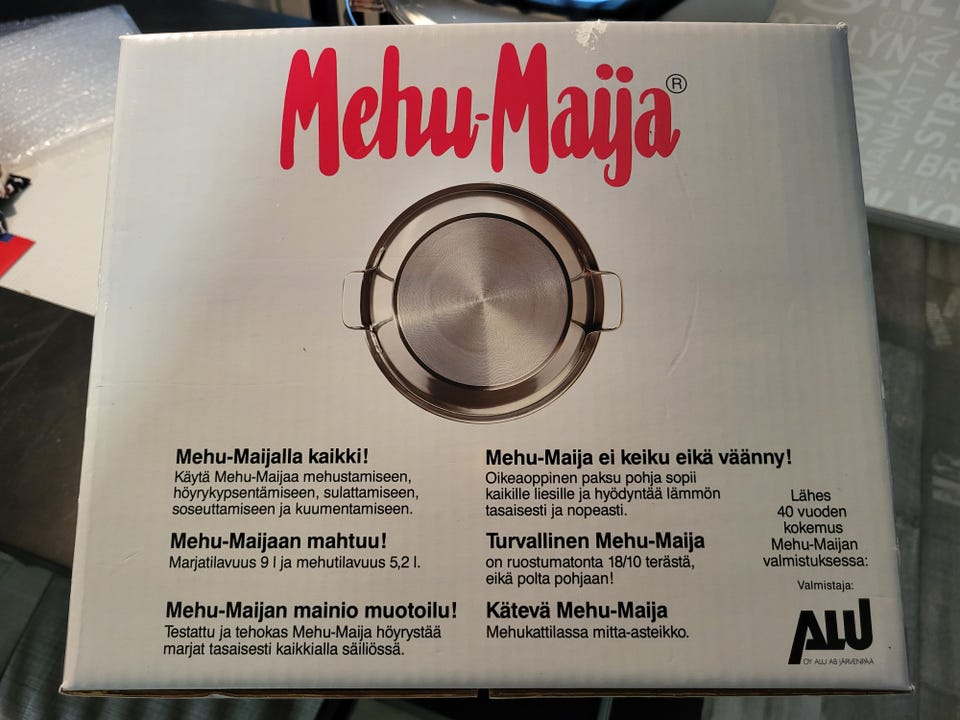 Mehu-Maija®
Mehu-Maijalla kaikki!
Käytä Mehu-Maijaa mehustamiseen,
höyrykypsentämiseen, sulattamiseen,
soseuttamiseen ja kuumentamiseen.
Mehu-Maijaan mahtuu!
Marjatilavuus 9 l ja mehutilavuus 5,2 l.
Mehu-Maijan mainio muotoilu!
Testattu ja tehokas Mehu-Maija höyrystää
marjat tasaisesti kaikkialla säiliössä.
Mehu-Maija ei keiku eikä väänny!
Oikeaoppinen paksu pohja sopii
kaikille liesille ja hyödyntää lämmön
tasaisesti ja nopeasti.
Turvallinen Mehu-Maija
on ruostumatonta 18/10 terästä,
eikä polta pohjaan!
Kätevä Mehu-Maija
Mehukattilassa mitta-asteikko.
Lähes
40 vuoden
kokemus
Mehu-Maijan
valmistuksessa:
Valmistaja:
ALU
OY ALU AB JÄRVENPÄÄ
CITY
MANHATTAN
I BR